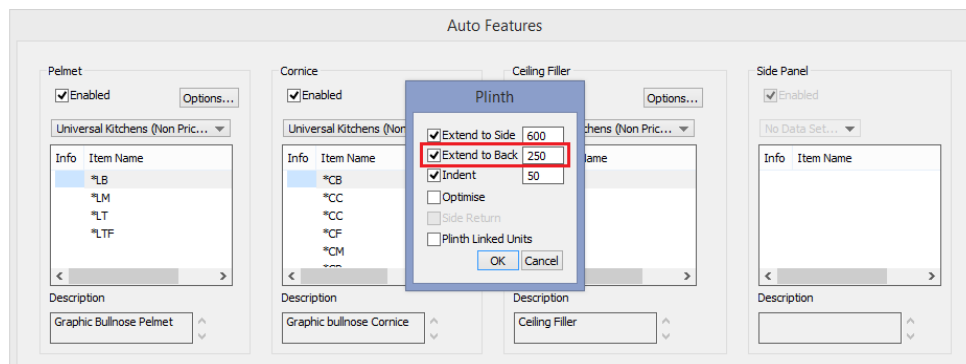 Auto Features
Pelmet
Cornice
Ceiling Filler
Side Panel
Enabled
Options...
Enabled
Options...
Enabled
Universal Kitchens (Non Pric...
Universal Kitchens (Non
chens (Non Pric...
No Data Set...
Info Item Name
*LB
*LM
*LT
*LTF
Info Item Name
*CB
*CC
*CC
*CF
*CM
Info Item Name
Plinth
Extend to Side 600
Extend to Back 250
Indent 50
Optimise
Side Return
Plinth Linked Units
OK Cancel
Description
Graphic Bullnose Pelmet
Description
Graphic bullnose Cornice
Description
Ceiling Filler
Description